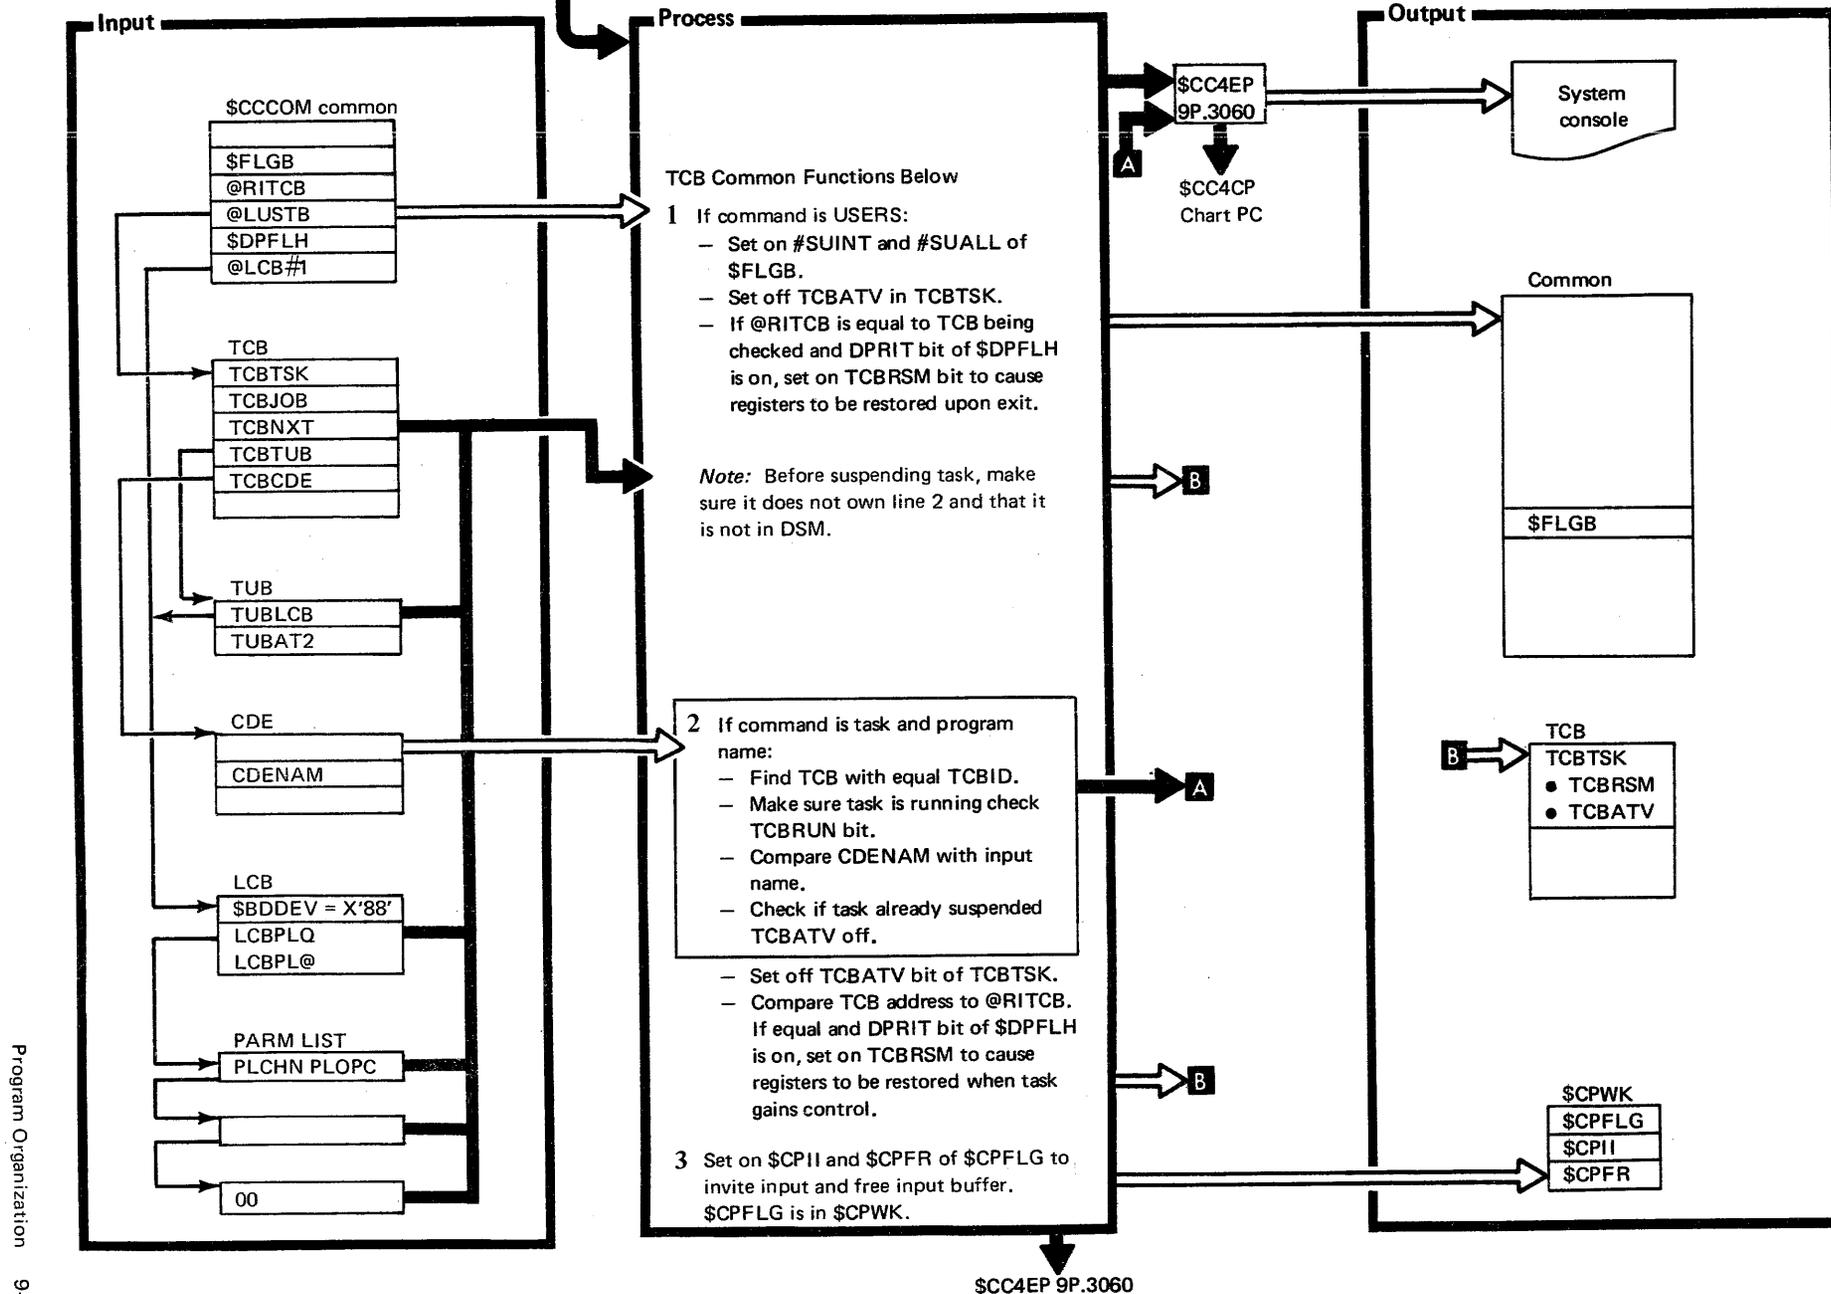 Input
$CCCOM common
$FLGB
@RITCB
@LUSTB
$DPFLH
@LCB#1
TCB
TCBTSK
TCBJOB
TCBNXT
TCBTUB
TCBCDE
TUB
TUBLCB
TUBAT2
CDE
CDENAM
LCB
$BDDEV = X'88'
LCBPLQ
LCBPL@
PARM LIST
PLCHN PLOPC
00
Process
TCB Common Functions Below
1 If command is USERS:
– Set on #SUINT and #SUALL of
$FLGB.
– Set off TCBATV in TCBTSK.
– If @RITCB is equal to TCB being
checked and DPRIT bit of $DPFLH
is on, set on TCBRSM bit to cause
registers to be restored upon exit.
Note: Before suspending task, make
sure it does not own line 2 and that it
is not in DSM.
2 If command is task and program
name:
– Find TCB with equal TCBID.
– Make sure task is running check
TCBRUN bit.
– Compare CDENAM with input
name.
– Check if task already suspended
TCBATV off.
– Set off TCBATV bit of TCBTSK.
– Compare TCB address to @RITCB.
If equal and DPRIT bit of $DPFLH
is on, set on TCBRSM to cause
registers to be restored when task
gains control.
3 Set on $CPII and $CPFR of $CPFLG to
invite input and free input buffer.
$CPFLG is in $CPWK.
$CC4EP 9P.3060
$CC4EP
9P.3060
A
$CC4CP
Chart PC
B
A
B
Output
System
console
Common
$FLGB
B
TCB
TCBTSK
• TCBRSM
• TCBATV
$CPWK
$CPFLG
$CPII
$CPFR
Program Organization 9-